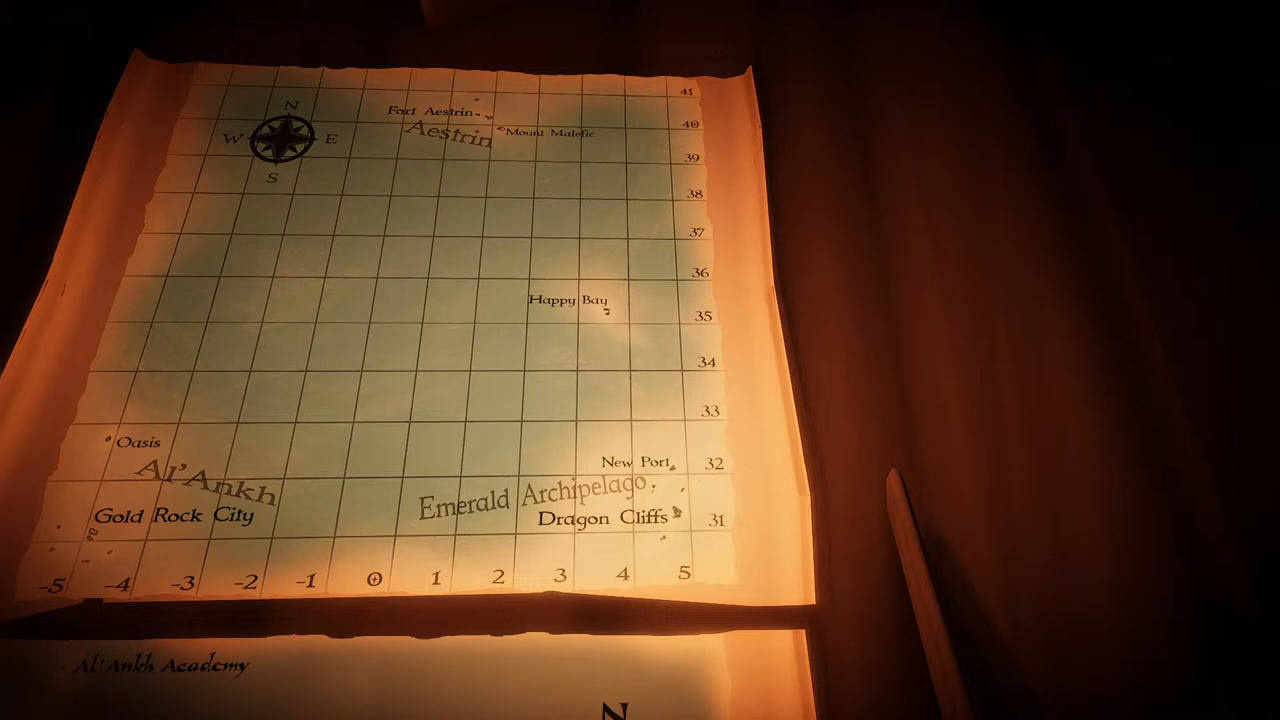 41
N
Fort Aestrin
40
W E
Aestrin
Mount Malefic
39
S
38
37
36
Happy Bay
35
34
33
Oasis
New Port
32
Al'Ankh
Emerald Archipelago
Gold Rock City
Dragon Cliffs
31
-5 -4 -3 -2 -1 0 1 2 3 4 5
Al'Ankh Academy
N